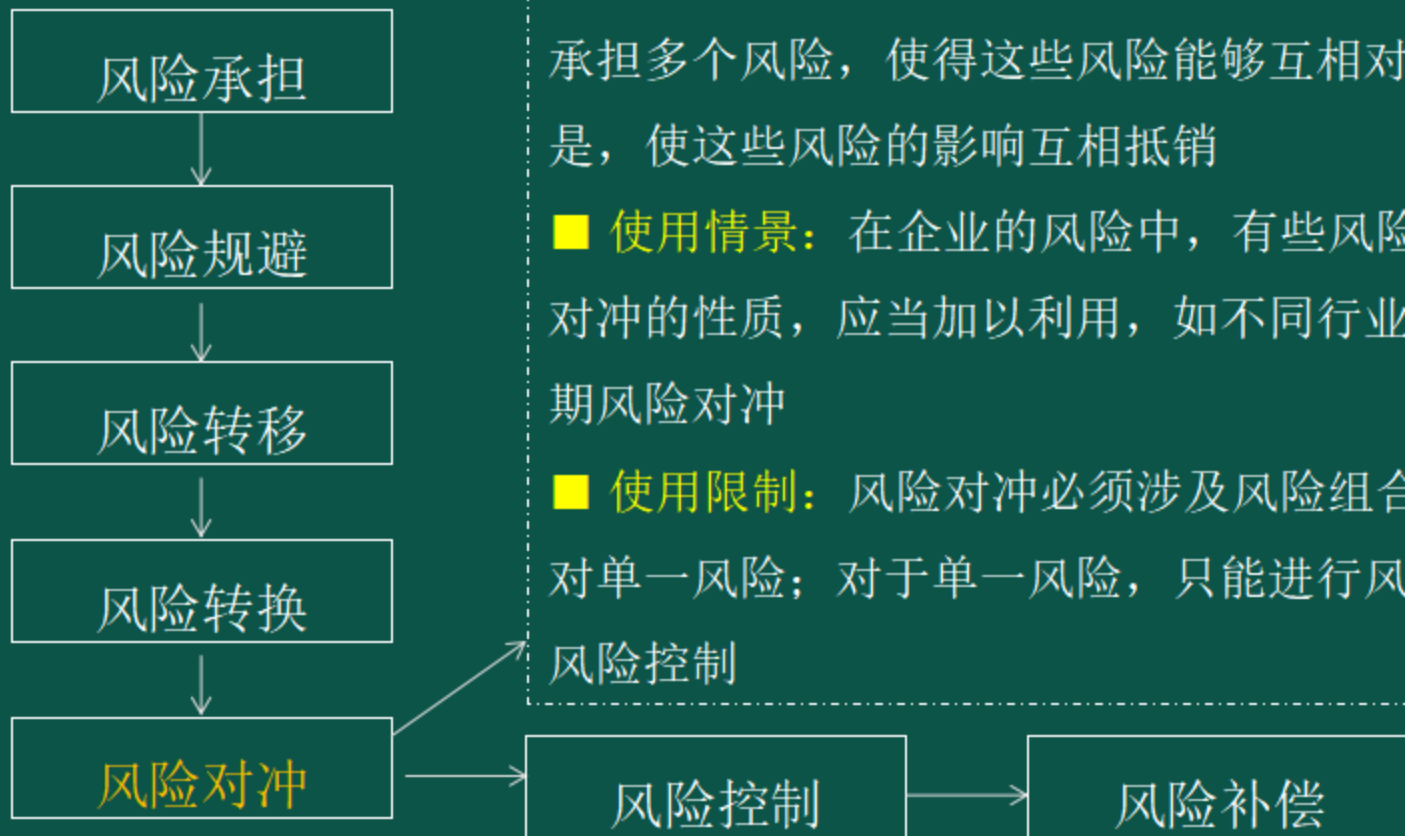 风险承担
风险规避
风险转移
风险转换
风险对冲
承担多个风险，使得这些风险能够互相对
是，使这些风险的影响互相抵销
■ 使用情景：在企业的风险中，有些风险
对冲的性质，应当加以利用，如不同行业
期风险对冲
■ 使用限制：风险对冲必须涉及风险组合
对单一风险；对于单一风险，只能进行风
风险控制
风险控制
风险补偿